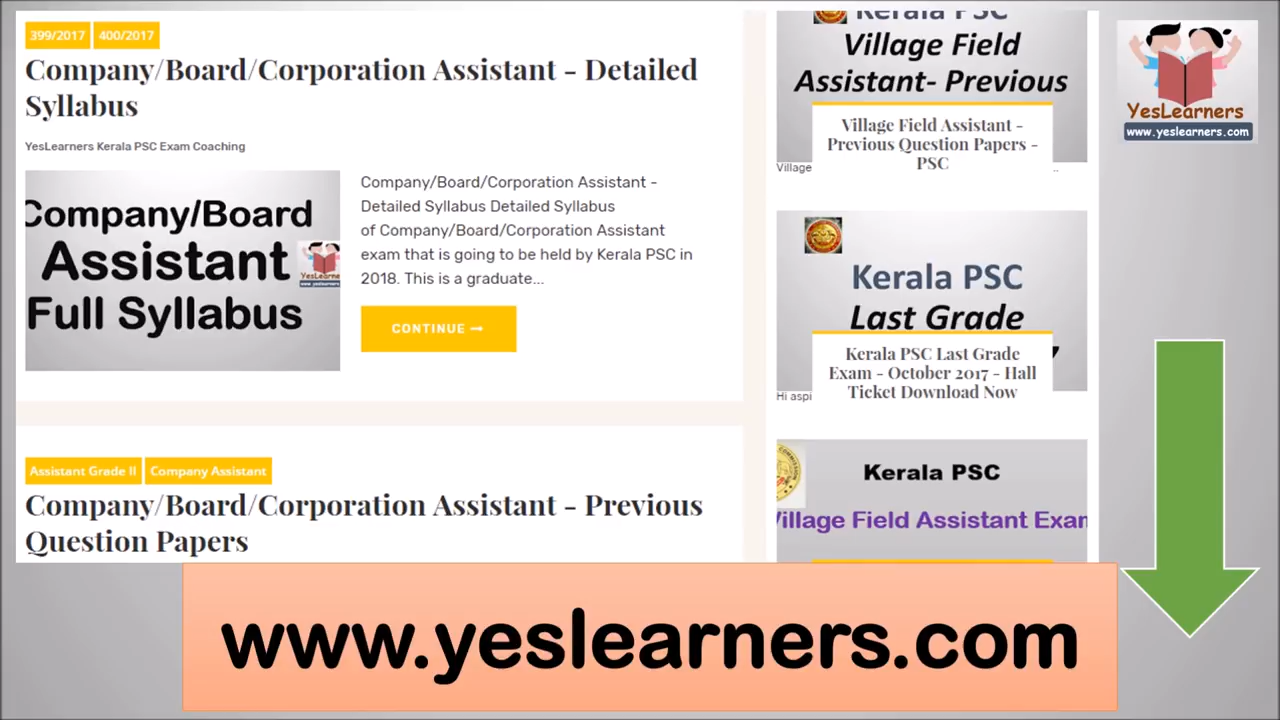 399/2017 400/2017
Company/Board/Corporation Assistant - Detailed
Syllabus
YesLearners Kerala PSC Exam Coaching
Company/Board
Assistant
Full Syllabus
YesLearne
Company/Board/Corporation Assistant -
Detailed Syllabus Detailed Syllabus
of Company/Board/Corporation Assistant
exam that is going to be held by Kerala PSC in
2018. This is a graduate...
CONTINUE
Assistant Grade II Company Assistant
Company/Board/Corporation Assistant - Previous
Question Papers
Kerala PSC
Village Field
Assistant- Previous
Village Field Assistant -
Previous Question Papers -
PSC
Village
..
Kerala PSC
Last Grade
Kerala PSC Last Grade
Exam - October 2017 - Hall
Ticket Download Now
Hi aspi
Kerala PSC
Village Field Assistant Exam
YesLearners
www.yeslearners.com
www.yeslearners.com